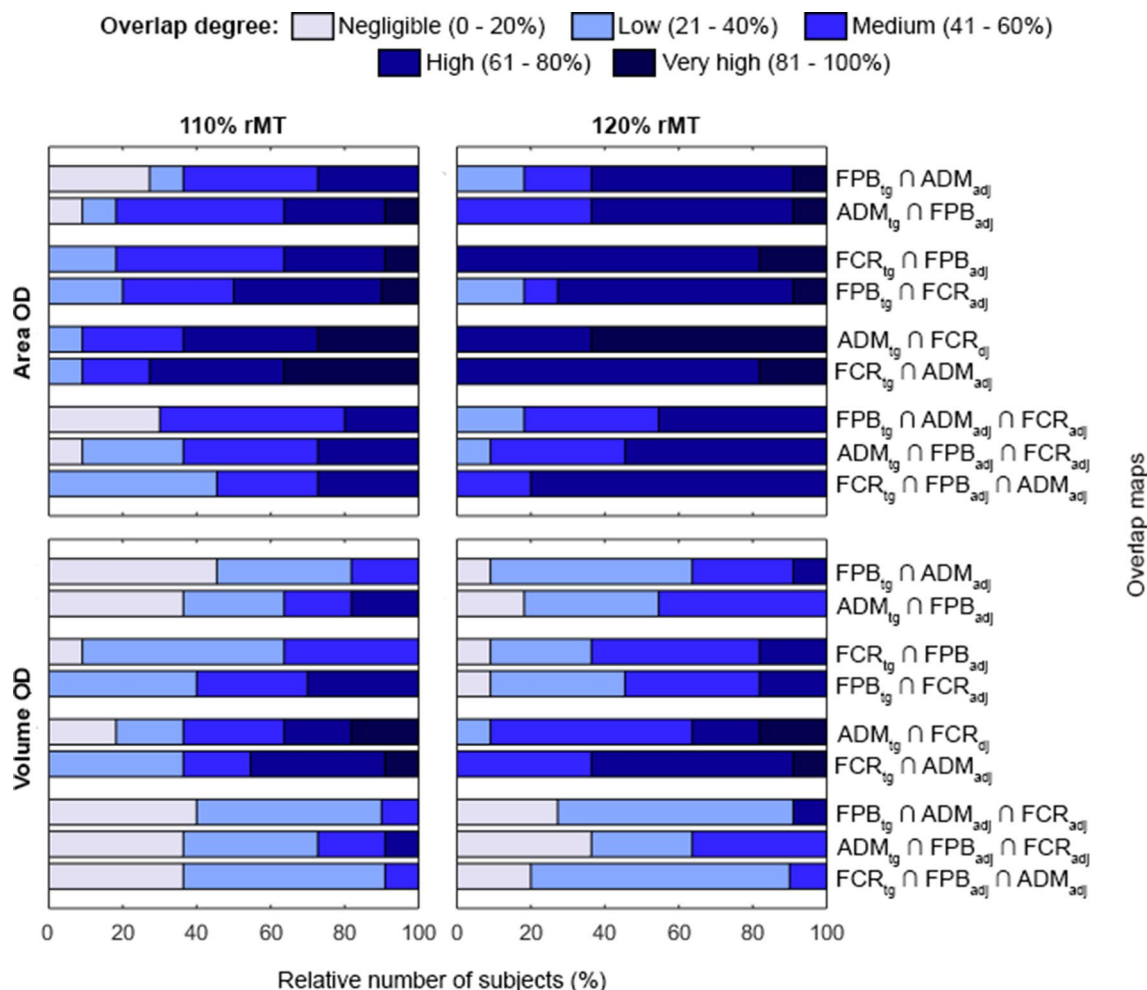 Overlap degree: Negligible (0 - 20%) Low (21 - 40%) Medium (41 - 60%)
High (61 - 80%) Very high (81 - 100%)
110% rMT 120% rMT
Area OD
FPBtg ∩ ADMadj
ADMtg ∩ FPBadj
FCRtg ∩ FPBadj
FPBtg ∩ FCRadj
ADMtg ∩ FCRdj
FCRtg ∩ ADMadj
FPBtg ∩ ADMadj ∩ FCRadj
ADMtg ∩ FPBadj ∩ FCRadj
FCRtg ∩ FPBadj ∩ ADMadj
Overlap maps
Volume OD
FPBtg ∩ ADMadj
ADMtg ∩ FPBadj
FCRtg ∩ FPBadj
FPBtg ∩ FCRadj
ADMtg ∩ FCRdj
FCRtg ∩ ADMadj
FPBtg ∩ ADMadj ∩ FCRadj
ADMtg ∩ FPBadj ∩ FCRadj
FCRtg ∩ FPBadj ∩ ADMadj
0 20 40 60 80 100 0 20 40 60 80 100
Relative number of subjects (%)